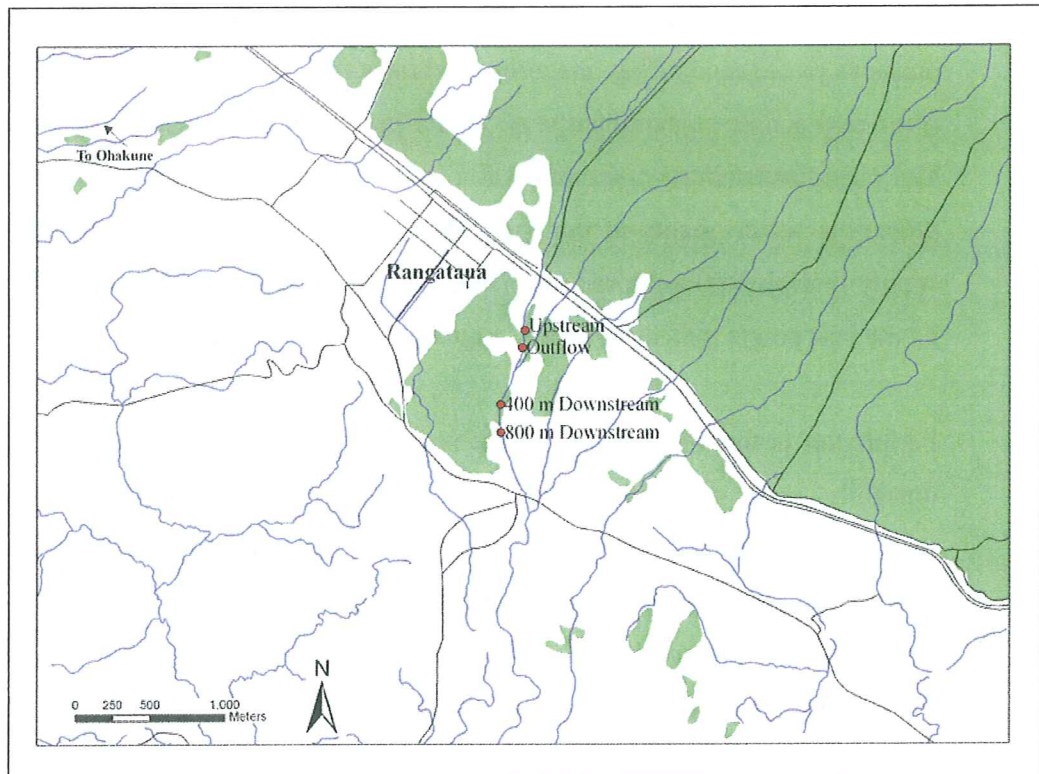 To Ohakune
Rangataua
Upstream
Outflow
400 m Downstream
800 m Downstream
N
0 250 500 1,000
Meters